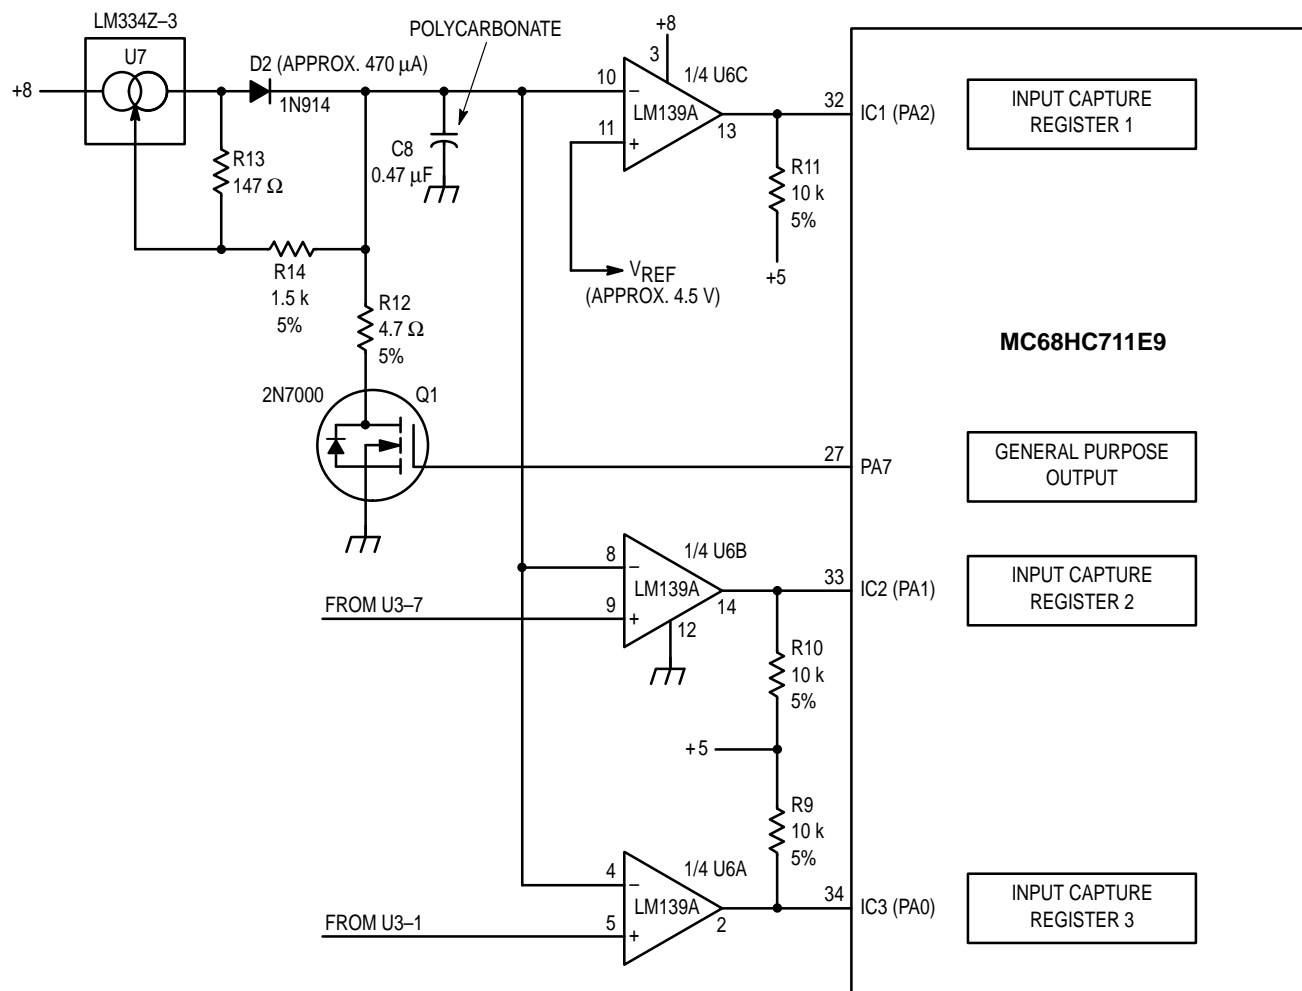 LM334Z–3
U7
+8
D2 (APPROX. 470 µA)
1N914
POLYCARBONATE
C8
0.47 µF
R13
147 Ω
R14
1.5 k
5%
R12
4.7 Ω
5%
2N7000
Q1
+8
3
1/4 U6C
10
–
LM139A
11
+
13
VREF
(APPROX. 4.5 V)
R11
10 k
5%
+5
32
IC1 (PA2)
INPUT CAPTURE
REGISTER 1
MC68HC711E9
27
PA7
GENERAL PURPOSE
OUTPUT
1/4 U6B
8
–
LM139A
FROM U3–7
9
+
14
12
33
IC2 (PA1)
INPUT CAPTURE
REGISTER 2
R10
10 k
5%
+5
R9
10 k
5%
1/4 U6A
4
–
LM139A
FROM U3–1
5
+
2
34
IC3 (PA0)
INPUT CAPTURE
REGISTER 3